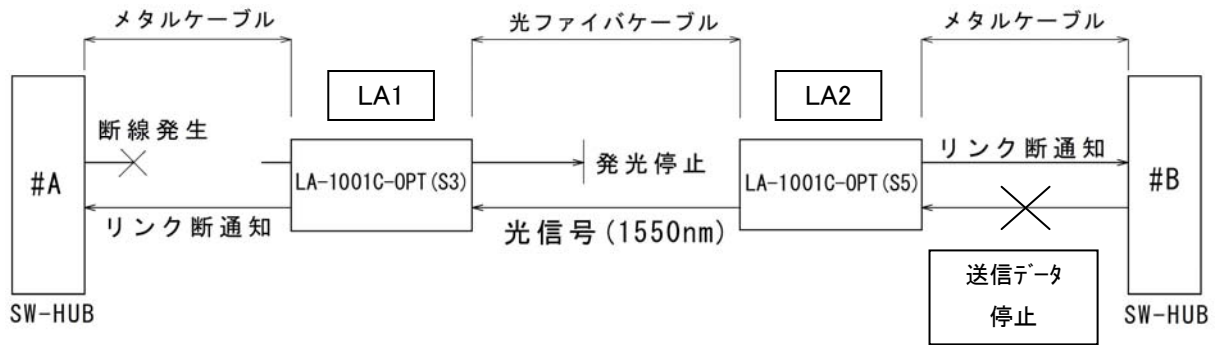 メタルケーブル
光ファイバケーブル
メタルケーブル
LA1
LA2
断線発生
#A
LA-1001C-OPT(S3)
発光停止
LA-1001C-OPT(S5)
リンク断通知
#B
リンク断通知
光信号(1550nm)
送信データ
停止
SW-HUB
SW-HUB